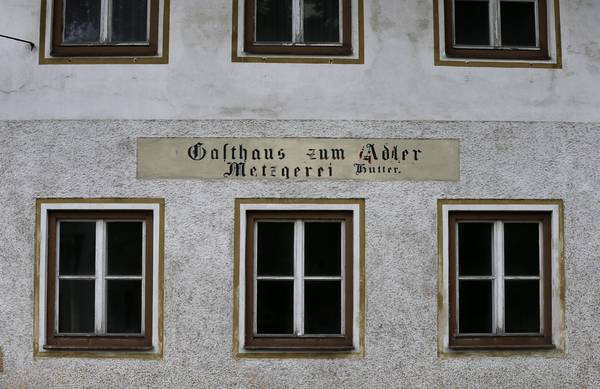 Gasthaus zum Adler
Metzgerei Hutter.